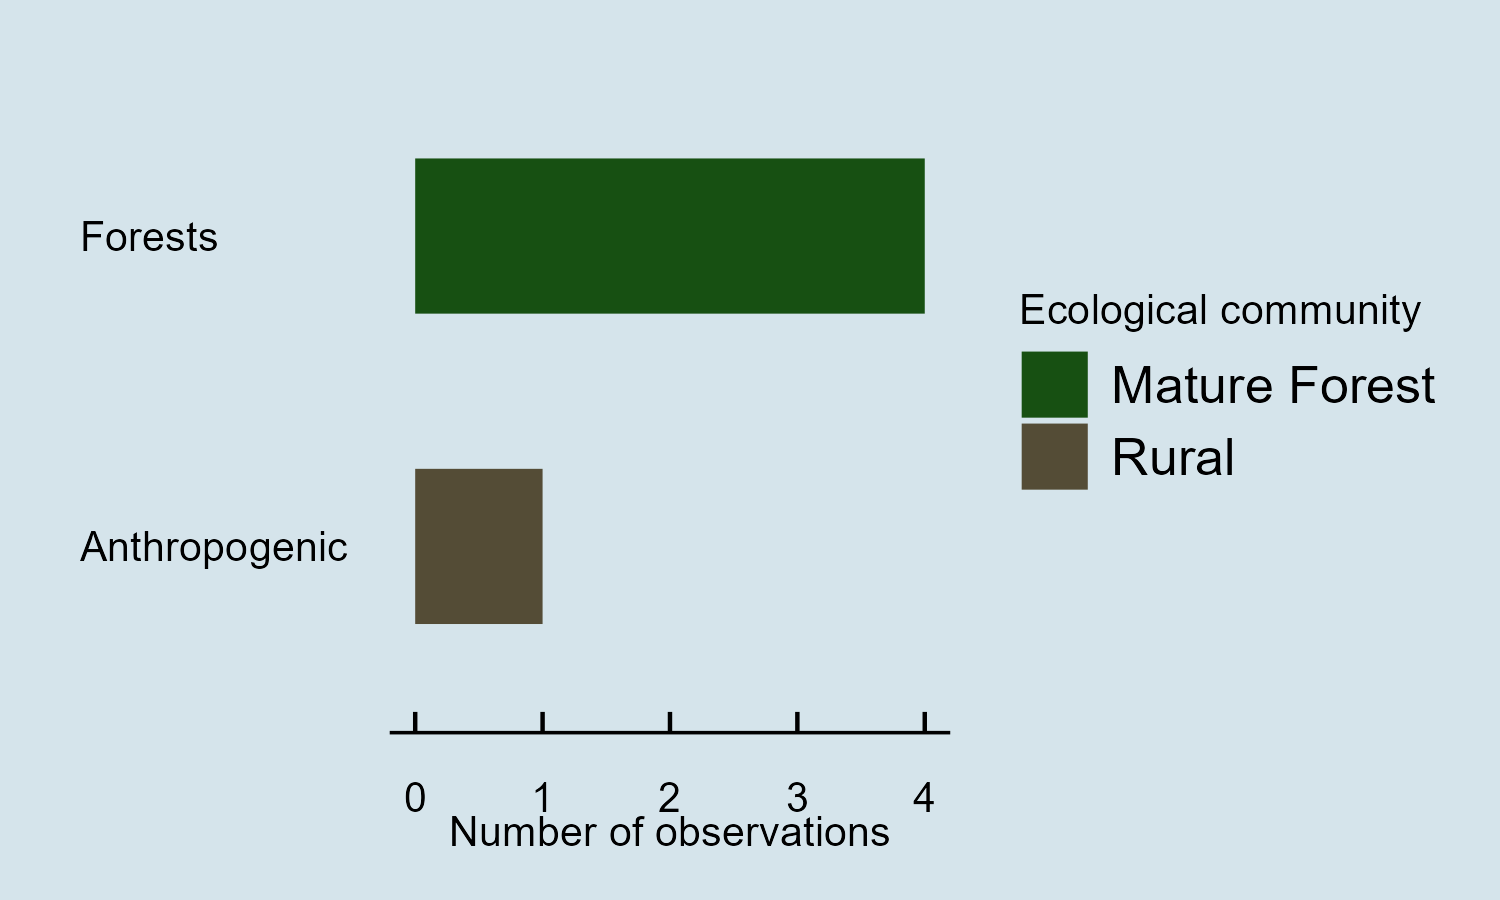 Forests
Anthropogenic
0 1 2 3 4
Number of observations
Ecological community
Mature Forest
Rural